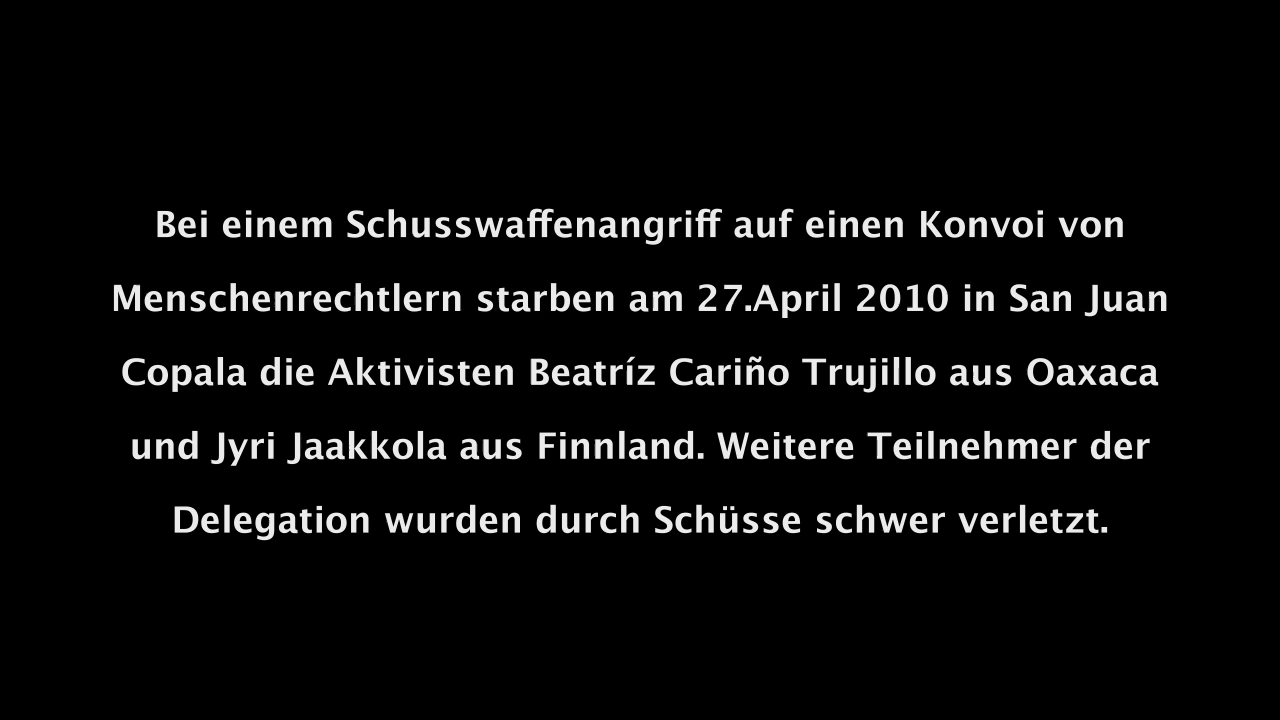 Bei einem Schusswaffenangriff auf einen Konvoi von
Menschenrechtlern starben am 27.April 2010 in San Juan
Copala die Aktivisten Beatríz Cariño Trujillo aus Oaxaca
und Jyri Jaakkola aus Finnland. Weitere Teilnehmer der
Delegation wurden durch Schüsse schwer verletzt.